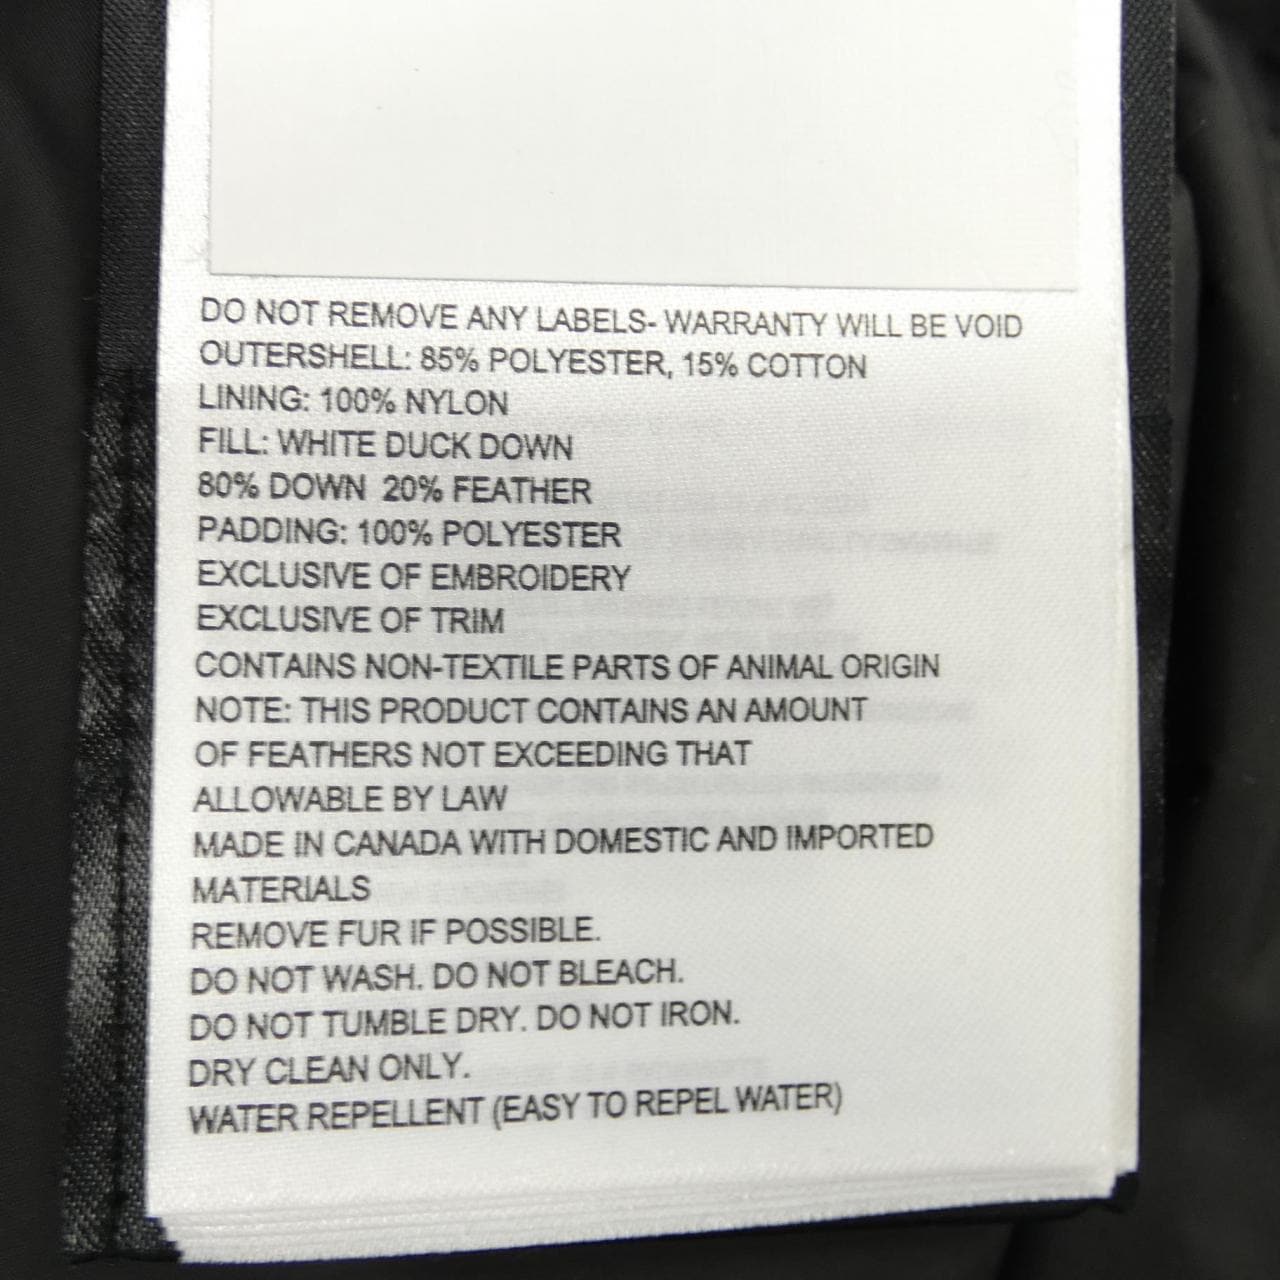 DO NOT REMOVE ANY LABELS- WARRANTY WILL BE VOID
OUTERSHELL: 85% POLYESTER, 15% COTTON
LINING: 100% NYLON
FILL: WHITE DUCK DOWN
80% DOWN 20% FEATHER
PADDING: 100% POLYESTER
EXCLUSIVE OF EMBROIDERY
EXCLUSIVE OF TRIM
CONTAINS NON-TEXTILE PARTS OF ANIMAL ORIGIN
NOTE: THIS PRODUCT CONTAINS AN AMOUNT
OF FEATHERS NOT EXCEEDING THAT
ALLOWABLE BY LAW
MADE IN CANADA WITH DOMESTIC AND IMPORTED
MATERIALS
REMOVE FUR IF POSSIBLE.
DO NOT WASH. DO NOT BLEACH.
DO NOT TUMBLE DRY. DO NOT IRON.
DRY CLEAN ONLY.
WATER REPELLENT (EASY TO REPEL WATER)